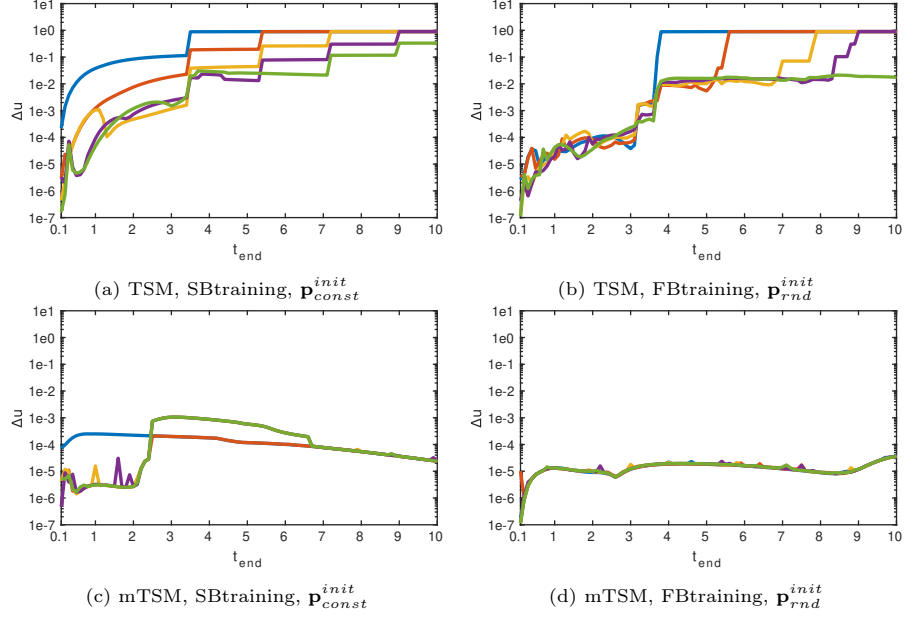 1e1
1e0
1e-1
1e-2
1e-3
1e-4
1e-5
1e-6
1e-7
Δu
0.1 1 2 3 4 5 6 7 8 9 10
t_end
(a) TSM, SBtraining, p^{init}_{const}
1e1
1e0
1e-1
1e-2
1e-3
1e-4
1e-5
1e-6
1e-7
Δu
0.1 1 2 3 4 5 6 7 8 9 10
t_end
(b) TSM, FBtraining, p^{init}_{rnd}
1e1
1e0
1e-1
1e-2
1e-3
1e-4
1e-5
1e-6
1e-7
Δu
0.1 1 2 3 4 5 6 7 8 9 10
t_end
(c) mTSM, SBtraining, p^{init}_{const}
1e1
1e0
1e-1
1e-2
1e-3
1e-4
1e-5
1e-6
1e-7
Δu
0.1 1 2 3 4 5 6 7 8 9 10
t_end
(d) mTSM, FBtraining, p^{init}_{rnd}